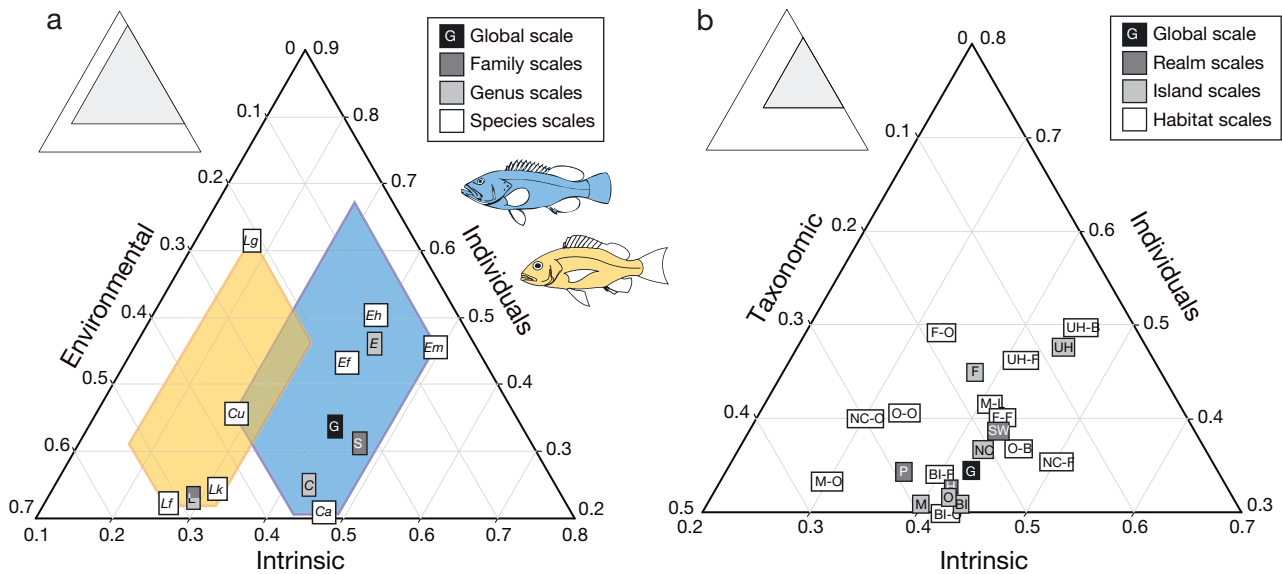 a
G Global scale
Family scales
Genus scales
Species scales
0 0.9
0.1 0.8
0.2 0.7
0.3 0.6
0.4 0.5
0.5 0.4
0.6 0.3
0.7 0.2
0.1 0.2 0.3 0.4 0.5 0.6 0.7 0.8
Environmental
Individuals
Intrinsic
Lg
Eh
E
Em
Ef
Cu
G
S
C
Lk
L
Lf
Ca
b
G Global scale
Realm scales
Island scales
Habitat scales
0 0.8
0.1 0.7
0.2 0.6
0.3 0.5
0.4 0.4
0.5 0.3
0.2 0.3 0.4 0.5 0.6 0.7
Taxonomic
Individuals
Intrinsic
F-O
UH-B
UH
UH-F
F
M-L
O-O
NC-O
F-F
SW
NC
O-B
NC-F
P
BI-F
G
M-O
M
O
BI